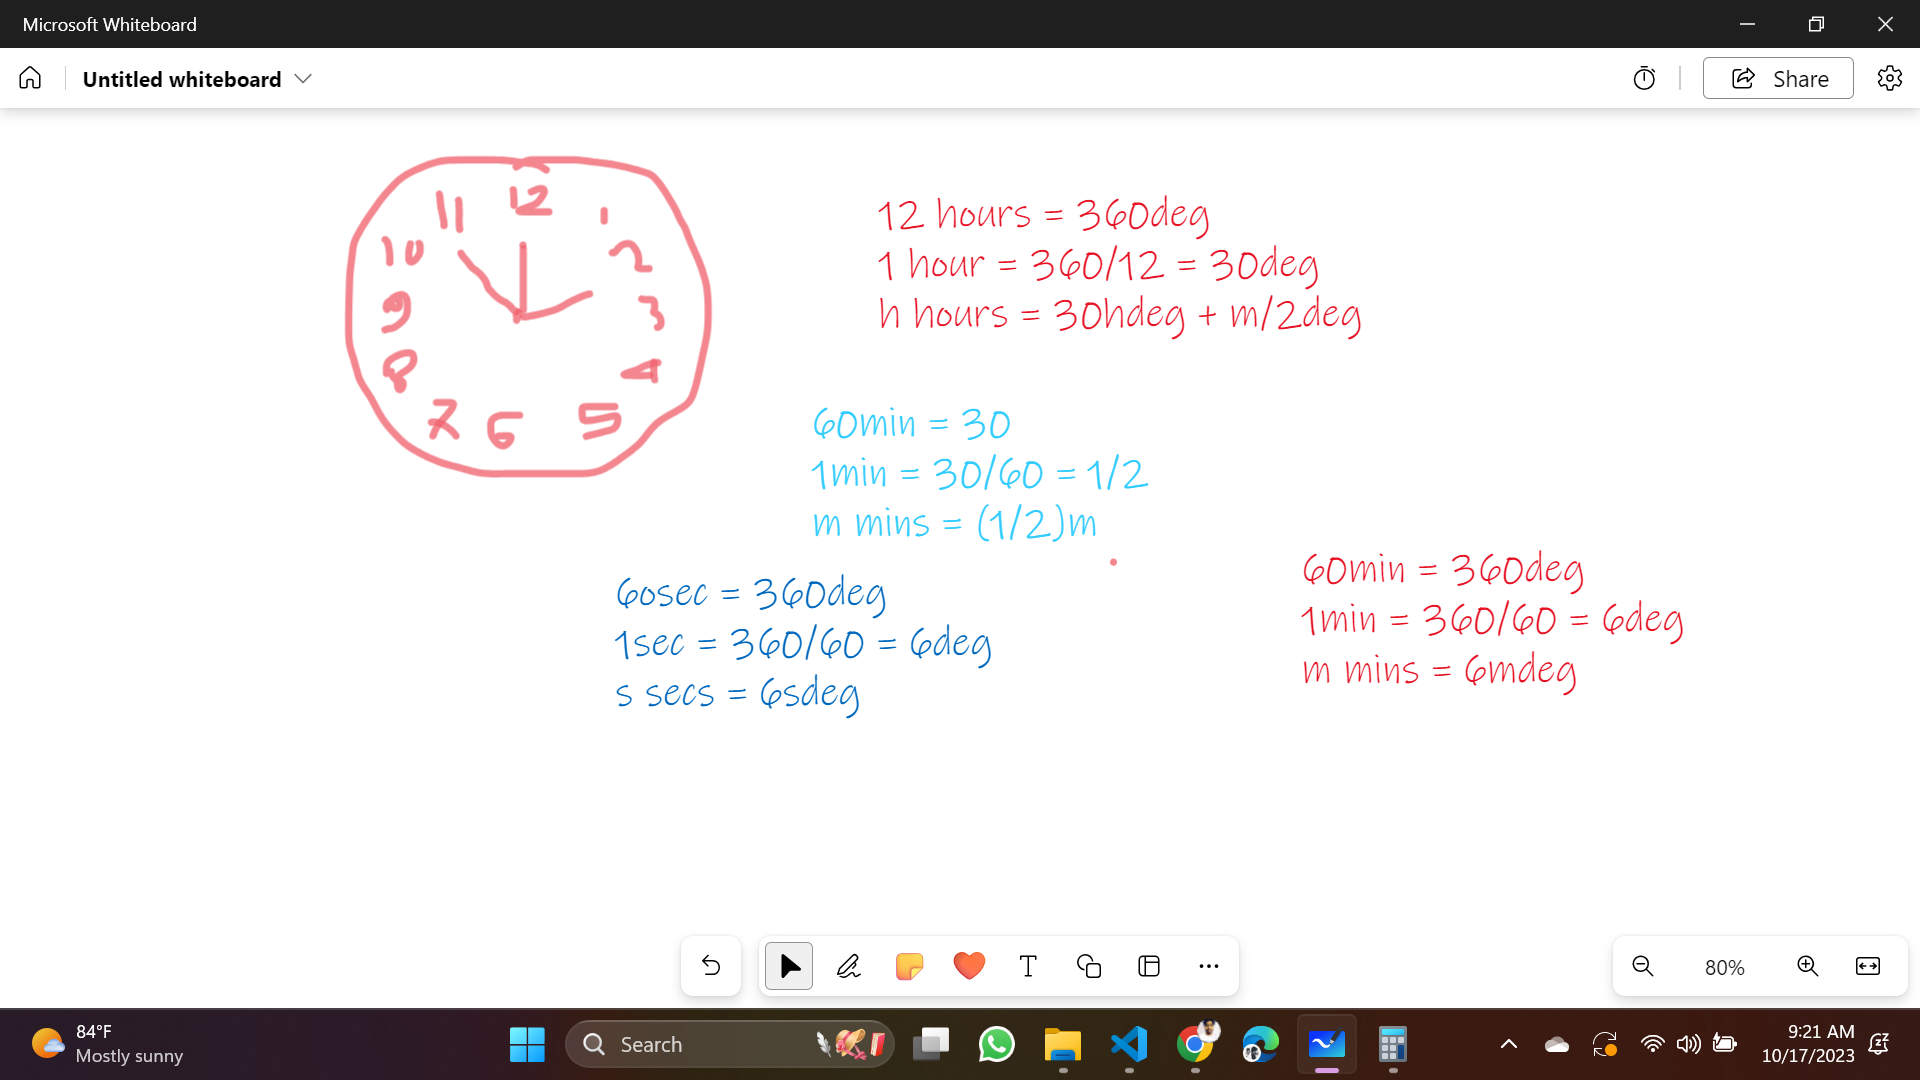 Microsoft Whiteboard
Untitled whiteboard
Share
12
11
1
10
2
9
3
8
4
7
6
5
12 hours = 360deg
1 hour = 360/12 = 30deg
h hours = 30hdeg + m/2deg
60min = 30
1min = 30/60 = 1/2
m mins = (1/2)m
60sec = 360deg
1sec = 360/60 = 6deg
s secs = 6sdeg
60min = 360deg
1min = 360/60 = 6deg
m mins = 6mdeg
T
80%
84°F
Mostly sunny
Search
9:21 AM
10/17/2023